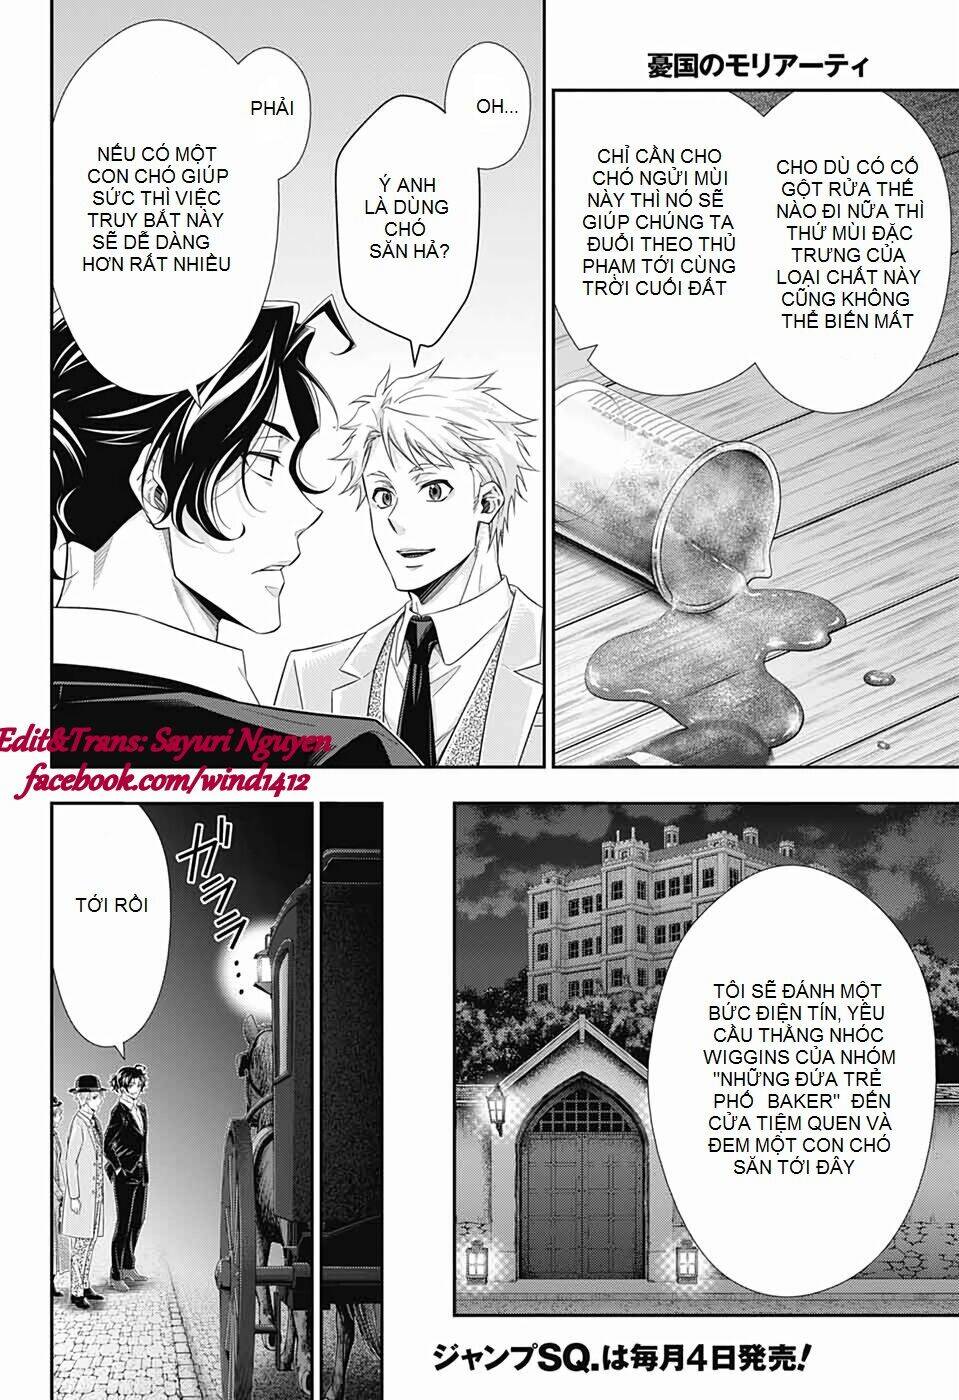 憂国のモリアーティ
CHO DÙ CÓ CỐ
GỘT RỬA THẾ
NÀO ĐI NỮA THÌ
THỨ MÙI ĐẶC
TRƯNG CỦA
LOẠI CHẤT NÀY
CŨNG KHÔNG
THỂ BIẾN MẤT
CHỈ CẦN CHO
CHÓ NGỬI MÙI
NÀY THÌ NÓ SẼ
GIÚP CHÚNG TA
ĐUỔI THEO THỦ
PHẠM TỚI CÙNG
TRỜI CUỐI ĐẤT
OH...
Ý ANH
LÀ DÙNG
CHÓ
SĂN HẢ?
PHẢI
NẾU CÓ MỘT
CON CHÓ GIÚP
SỨC THÌ VIỆC
TRUY BẮT NÀY
SẼ DỄ DÀNG
HƠN RẤT NHIỀU
Edit&Trans: Sayuri Nguyen
facebook.com/wind1412
TÔI SẼ ĐÁNH MỘT
BỨC ĐIỆN TÍN, YÊU
CẦU THẰNG NHÓC
WIGGINS CỦA NHÓM
"NHỮNG ĐỨA TRẺ
PHỐ BAKER" ĐẾN
CỬA TIỆM QUEN VÀ
ĐEM MỘT CON CHÓ
SĂN TỚI ĐÂY
ガラガラ…
TỚI RỒI
ジャンプSQ.は毎月4日発売!